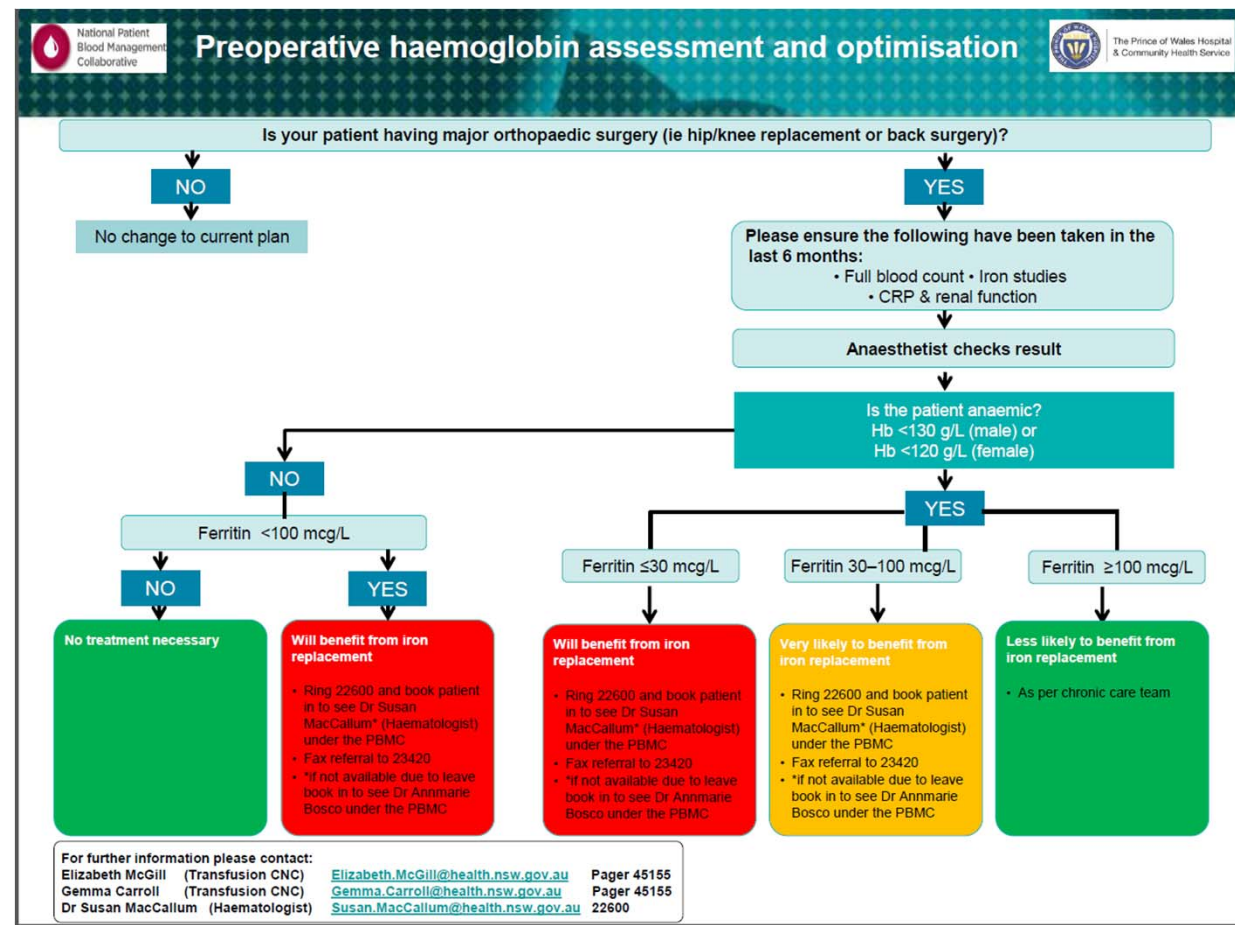 National Patient
Blood Management
Collaborative
Preoperative haemoglobin assessment and optimisation
The Prince of Wales Hospital
& Community Health Service
Is your patient having major orthopaedic surgery (ie hip/knee replacement or back surgery)?
NO
YES
No change to current plan
Please ensure the following have been taken in the
last 6 months:
• Full blood count • Iron studies
• CRP & renal function
Anaesthetist checks result
Is the patient anaemic?
Hb <130 g/L (male) or
Hb <120 g/L (female)
NO
YES
Ferritin <100 mcg/L
Ferritin ≤30 mcg/L
Ferritin 30–100 mcg/L
Ferritin ≥100 mcg/L
NO
YES
No treatment necessary
Will benefit from iron
replacement
• Ring 22600 and book patient
in to see Dr Susan
MacCallum* (Haematologist)
under the PBMC
• Fax referral to 23420
• *if not available due to leave
book in to see Dr Annmarie
Bosco under the PBMC
Will benefit from iron
replacement
• Ring 22600 and book patient
in to see Dr Susan
MacCallum* (Haematologist)
under the PBMC
• Fax referral to 23420
• *if not available due to leave
book in to see Dr Annmarie
Bosco under the PBMC
Very likely to benefit from
iron replacement
• Ring 22600 and book patient
in to see Dr Susan
MacCallum* (Haematologist)
under the PBMC
• Fax referral to 23420
• *if not available due to leave
book in to see Dr Annmarie
Bosco under the PBMC
Less likely to benefit from
iron replacement
• As per chronic care team
For further information please contact:
Elizabeth McGill (Transfusion CNC) Elizabeth.McGill@health.nsw.gov.au Pager 45155
Gemma Carroll (Transfusion CNC) Gemma.Carroll@health.nsw.gov.au Pager 45155
Dr Susan MacCallum (Haematologist) Susan.MacCallum@health.nsw.gov.au 22600